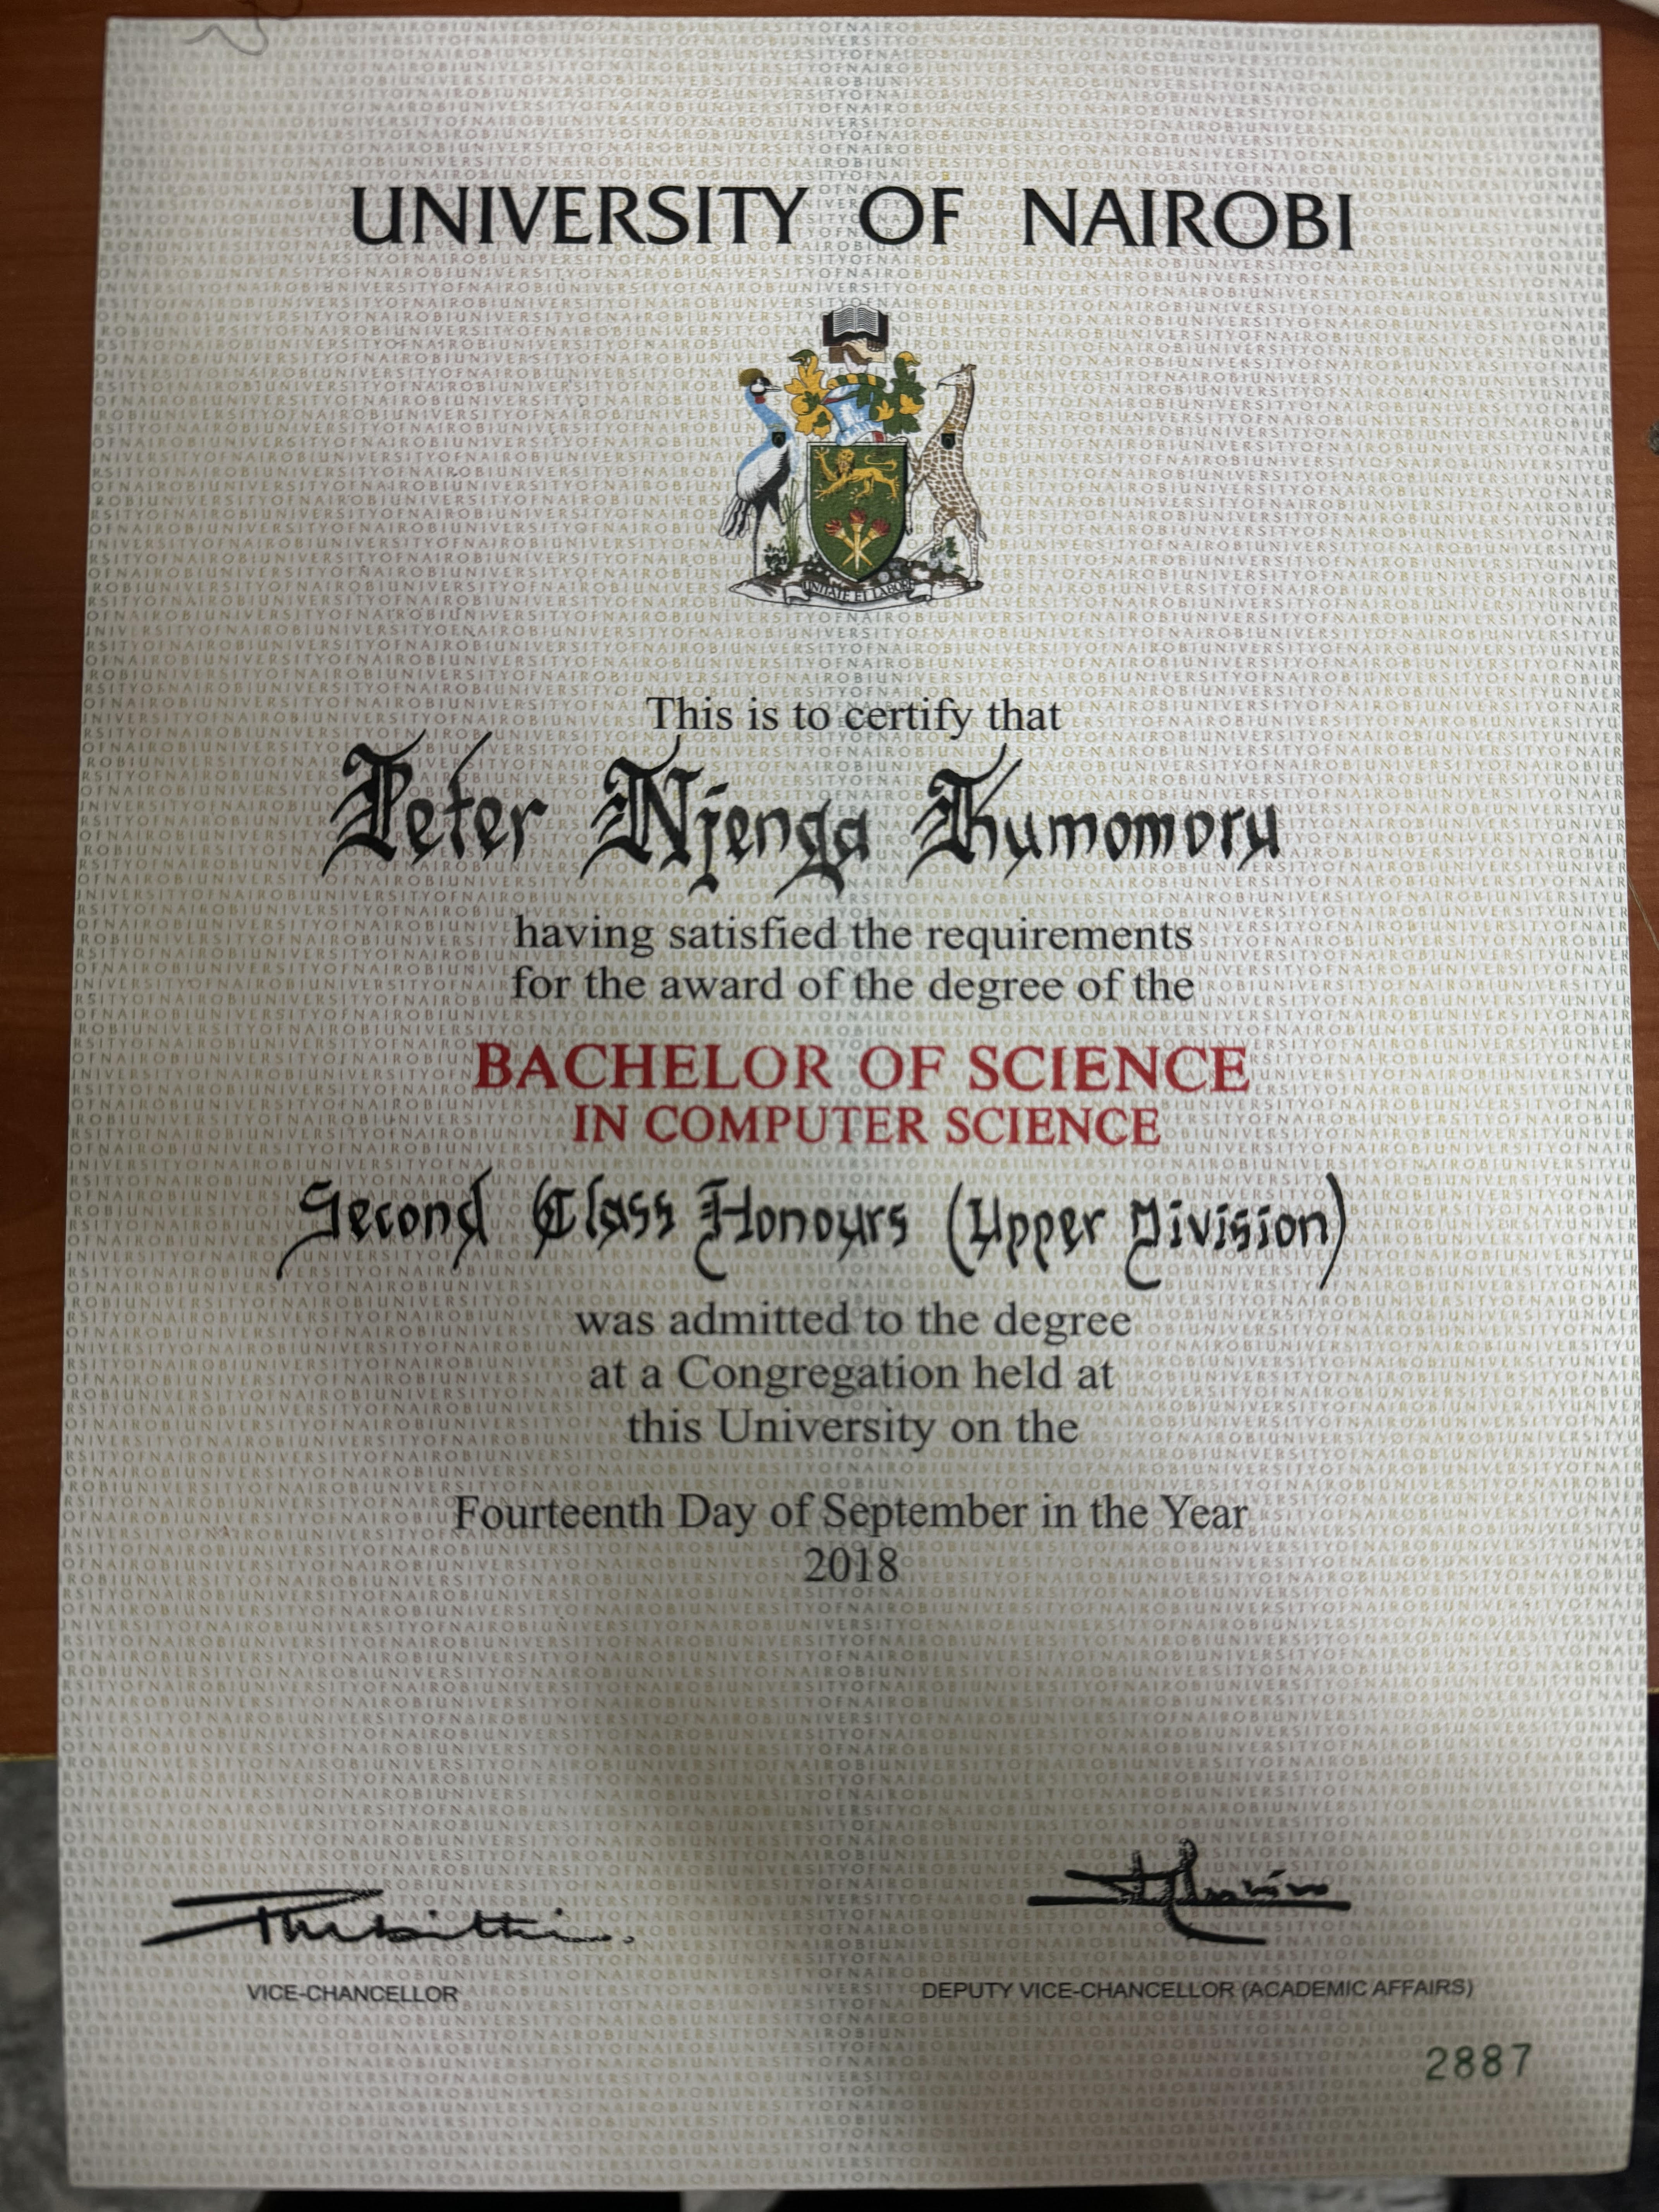 UNIVERSITY OF NAIROBI
UNITATE ET LABORE
This is to certify that
Peter Njenga Kumomoru
having satisfied the requirements
for the award of the degree of the
BACHELOR OF SCIENCE
IN COMPUTER SCIENCE
Second Class Honours (Upper Division)
was admitted to the degree
at a Congregation held at
this University on the
Fourteenth Day of September in the Year
2018
VICE-CHANCELLOR
DEPUTY VICE-CHANCELLOR (ACADEMIC AFFAIRS)
2887